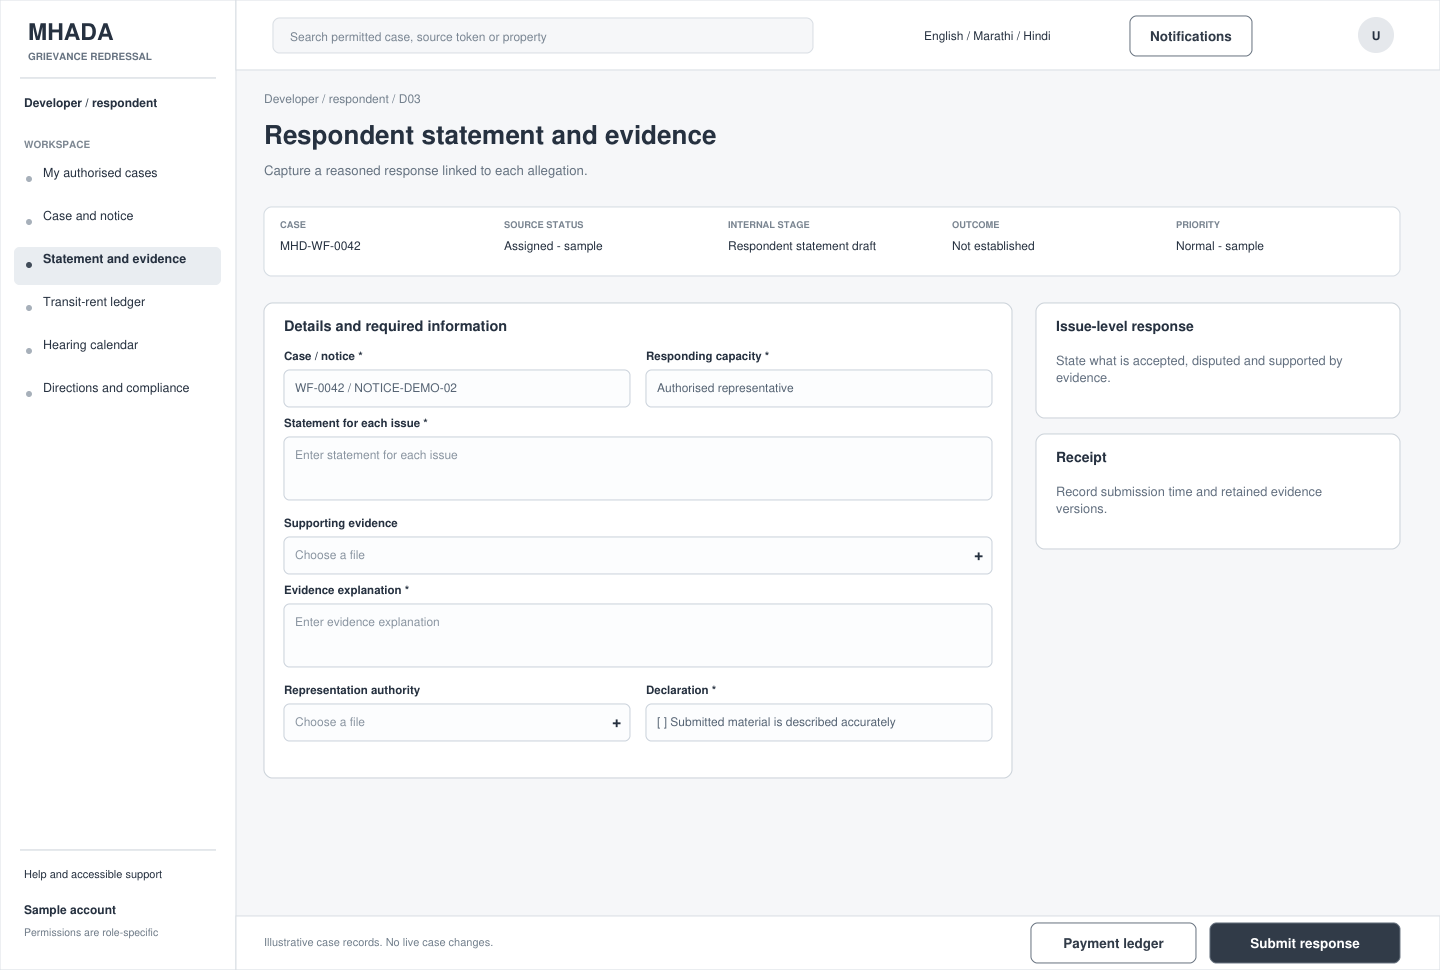 MHADA
GRIEVANCE REDRESSAL
Developer / respondent
WORKSPACE
My authorised cases
Case and notice
Statement and evidence
Transit-rent ledger
Hearing calendar
Directions and compliance
Help and accessible support
Sample account
Permissions are role-specific
Search permitted case, source token or property
English / Marathi / Hindi
Notifications
U
Developer / respondent / D03
Respondent statement and evidence
Capture a reasoned response linked to each allegation.
CASE
MHD-WF-0042
SOURCE STATUS
Assigned - sample
INTERNAL STAGE
Respondent statement draft
OUTCOME
Not established
PRIORITY
Normal - sample
Details and required information
Case / notice *
WF-0042 / NOTICE-DEMO-02
Responding capacity *
Authorised representative
Statement for each issue *
Enter statement for each issue
Supporting evidence
Choose a file +
Evidence explanation *
Enter evidence explanation
Representation authority
Choose a file +
Declaration *
[ ] Submitted material is described accurately
Issue-level response
State what is accepted, disputed and supported by
evidence.
Receipt
Record submission time and retained evidence
versions.
Illustrative case records. No live case changes.
Payment ledger
Submit response